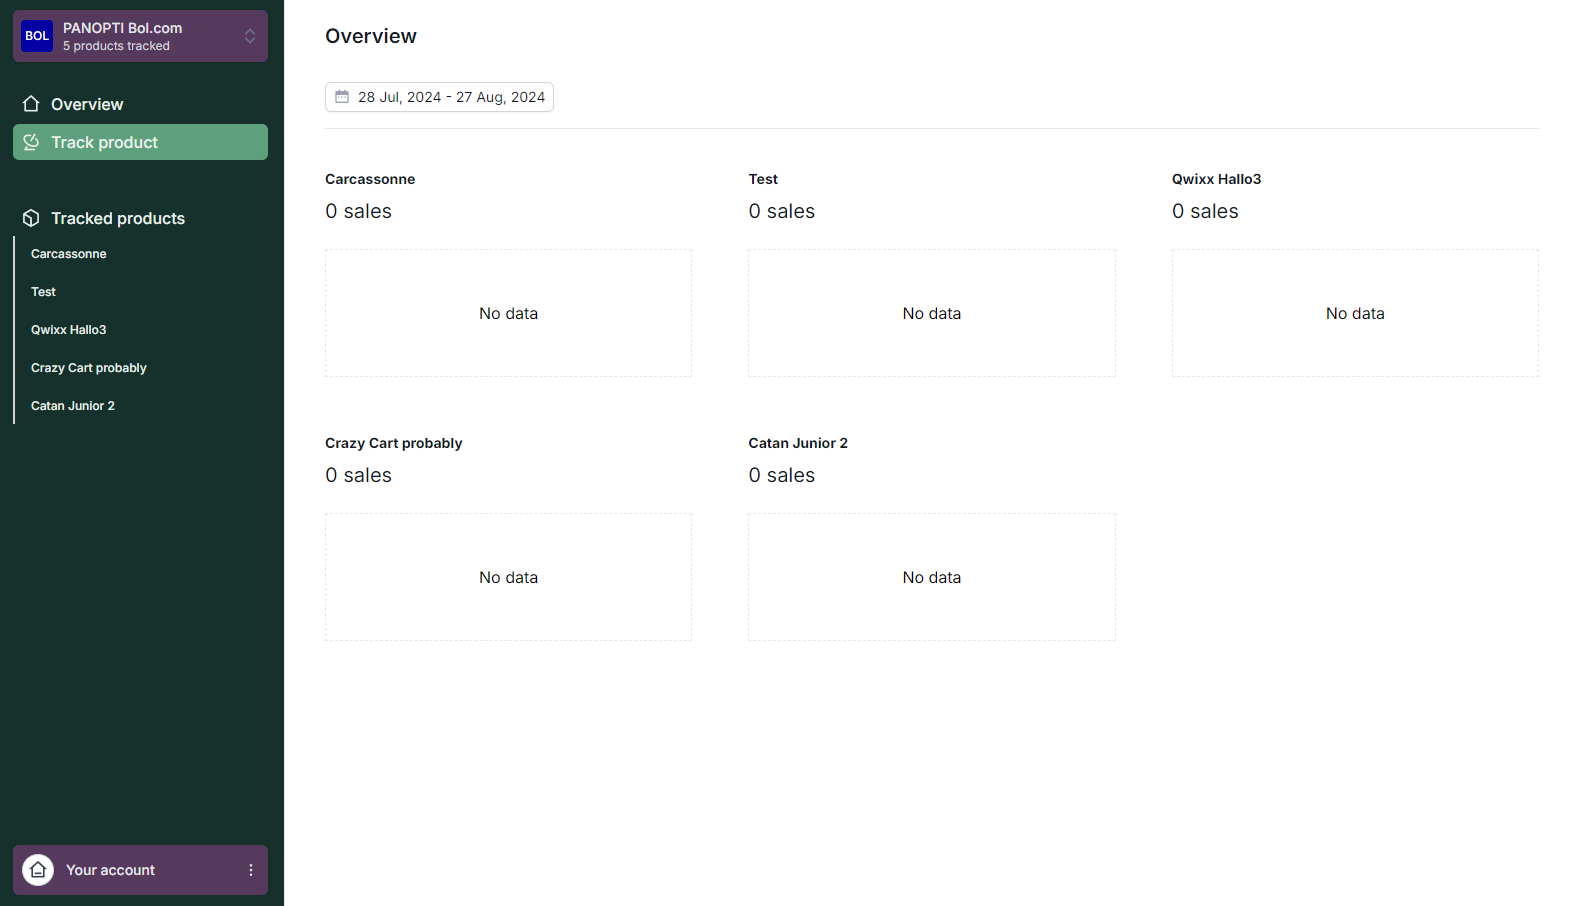 BOL
PANOPTI Bol.com
5 products tracked
Overview
Track product
Tracked products
Carcassonne
Test
Qwixx Hallo3
Crazy Cart probably
Catan Junior 2
Your account
Overview
28 Jul, 2024 - 27 Aug, 2024
Carcassonne
0 sales
No data
Test
0 sales
No data
Qwixx Hallo3
0 sales
No data
Crazy Cart probably
0 sales
No data
Catan Junior 2
0 sales
No data